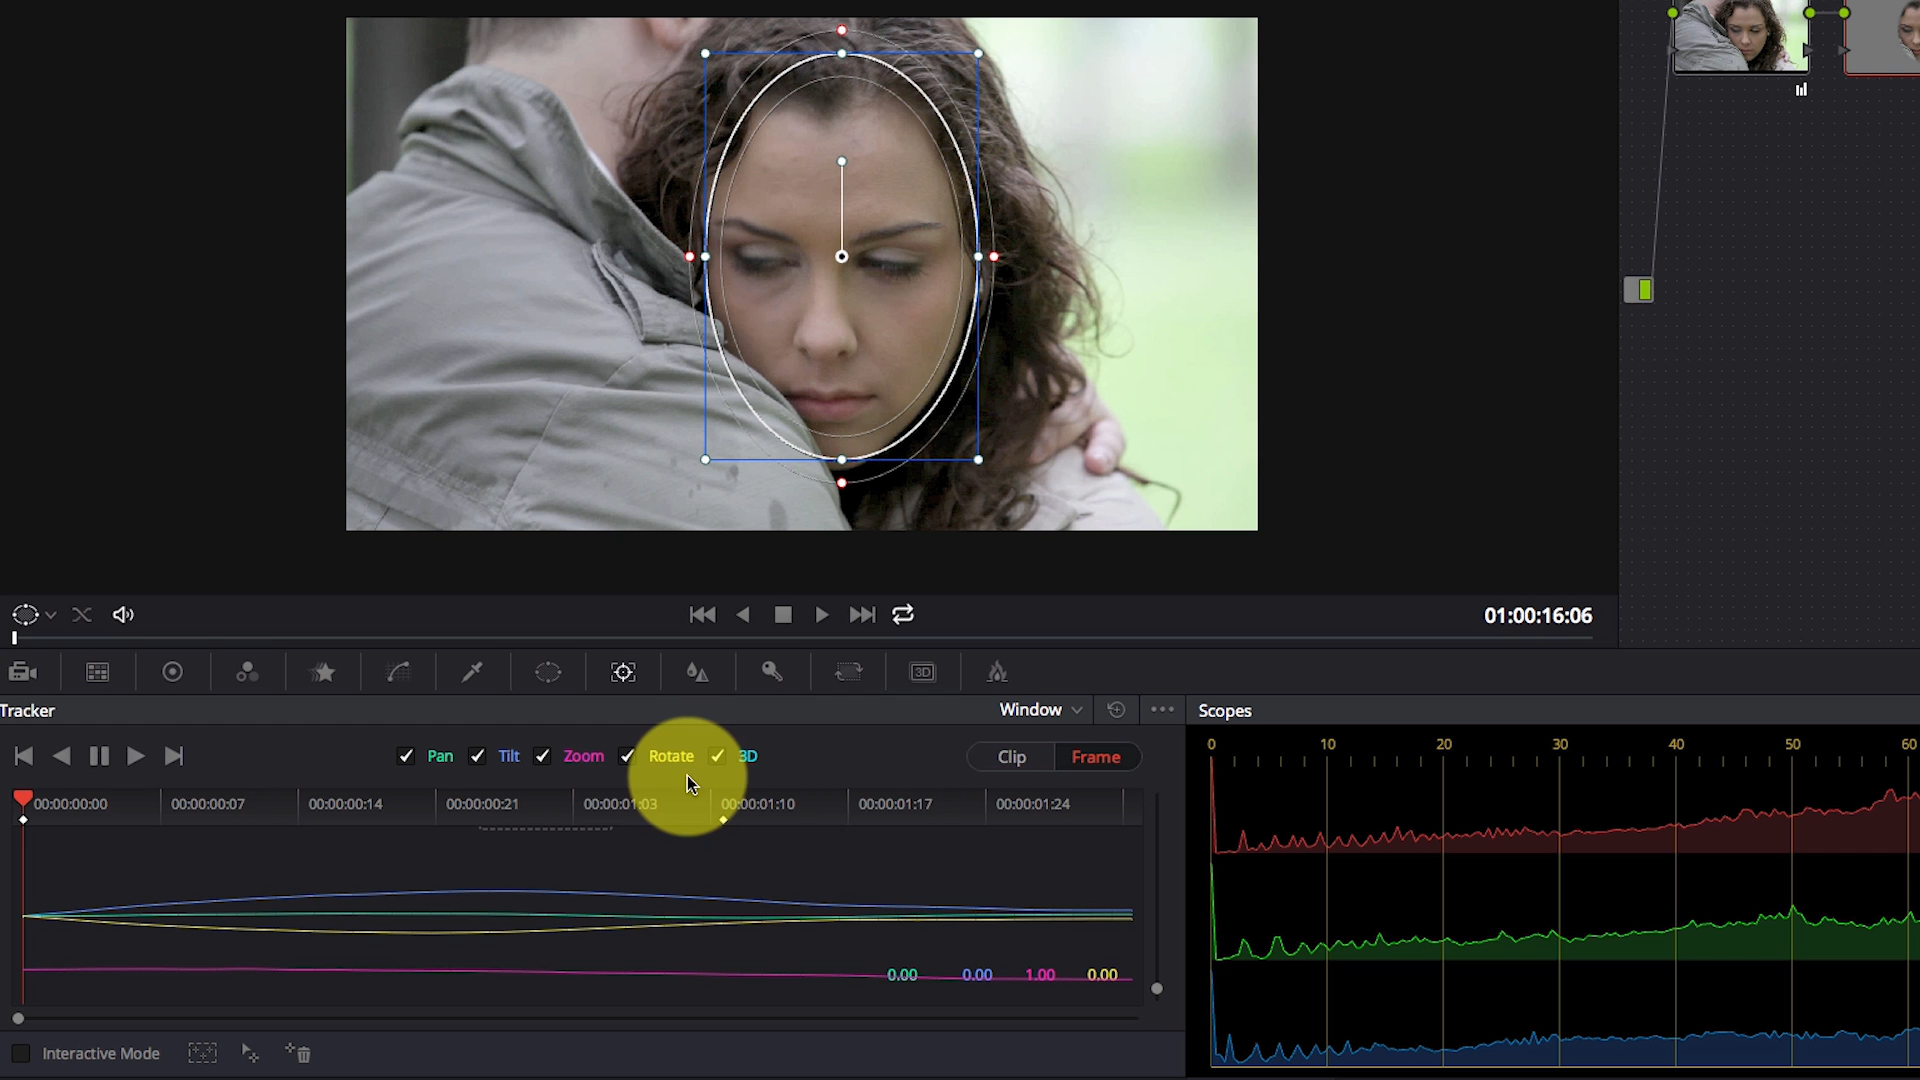 01:00:16:06
3D
Tracker
Window
Scopes
Pan Tilt Zoom Rotate 3D
Clip Frame
0 10 20 30 40 50 60
00:00:00:00 00:00:00:07 00:00:00:14 00:00:00:21 00:00:01:03 00:00:01:10 00:00:01:17 00:00:01:24
0.00 0.00 1.00 0.00
Interactive Mode